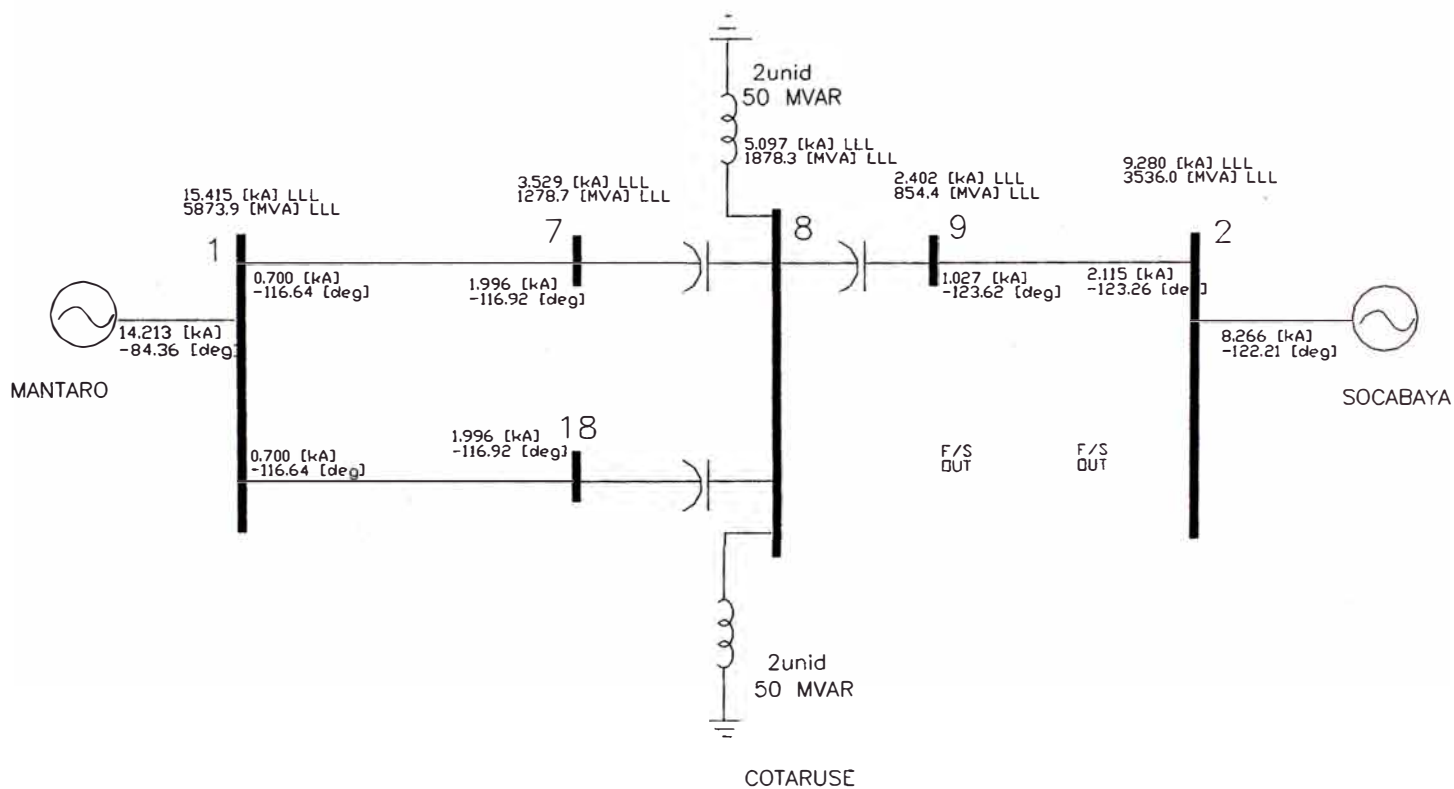 2unid
50 MVAR
5.097 [kA] LLL
1878.3 [MVA] LLL
9.280 [kA] LLL
3536.0 [MVA] LLL
3.529 [kA] LLL
1278.7 [MVA] LLL
2.402 [kA] LLL
854.4 [MVA] LLL
15.415 [kA] LLL
5873.9 [MVA] LLL
1
7
8
9
2
0.700 [kA]
-116.64 [deg]
1.996 [kA]
-116.92 [deg]
1.027 [kA]
-123.62 [deg]
2.115 [kA]
-123.26 [deg]
14.213 [kA]
-84.36 [deg]
8.266 [kA]
-122.21 [deg]
MANTARO
SOCABAYA
0.700 [kA]
-116.64 [deg]
1.996 [kA]
-116.92 [deg]
18
F/S
OUT
F/S
OUT
2unid
50 MVAR
COTARUSE